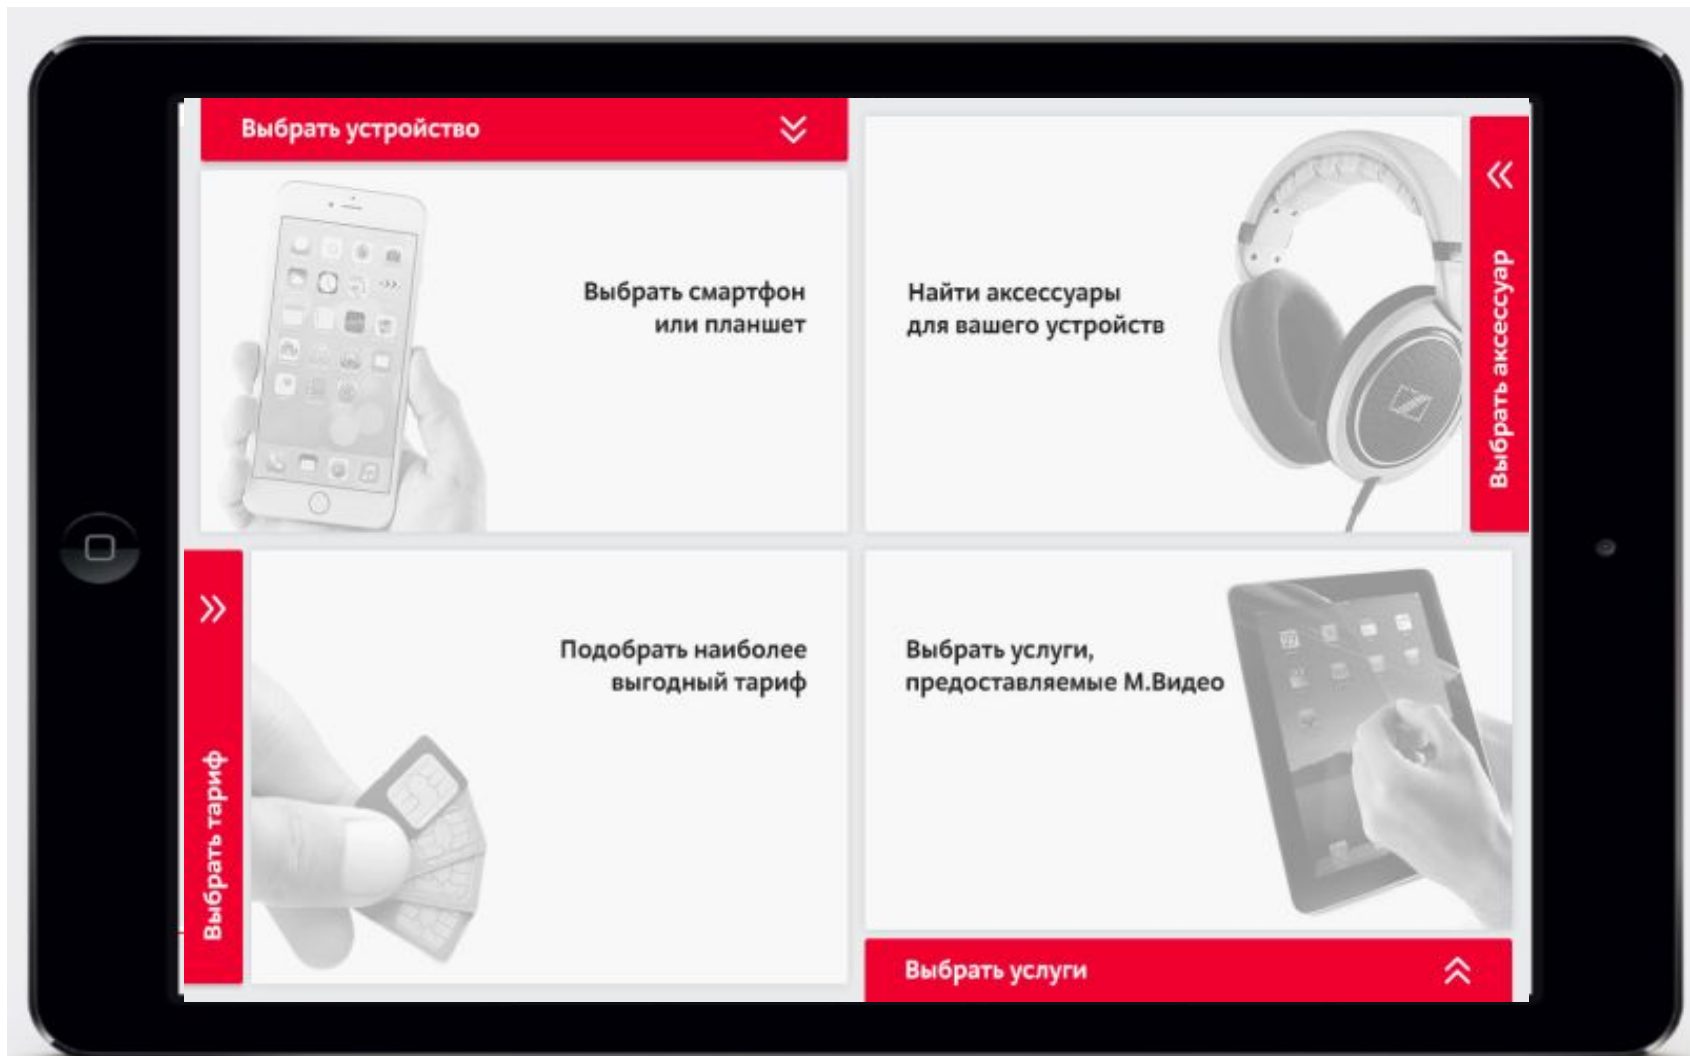 Выбрать устройство
Выбрать смартфон
или планшет
Найти аксессуары
для вашего устройств
Выбрать аксессуар
Выбрать тариф
Подобрать наиболее
выгодный тариф
Выбрать услуги,
предоставляемые М.Видео
Выбрать услуги